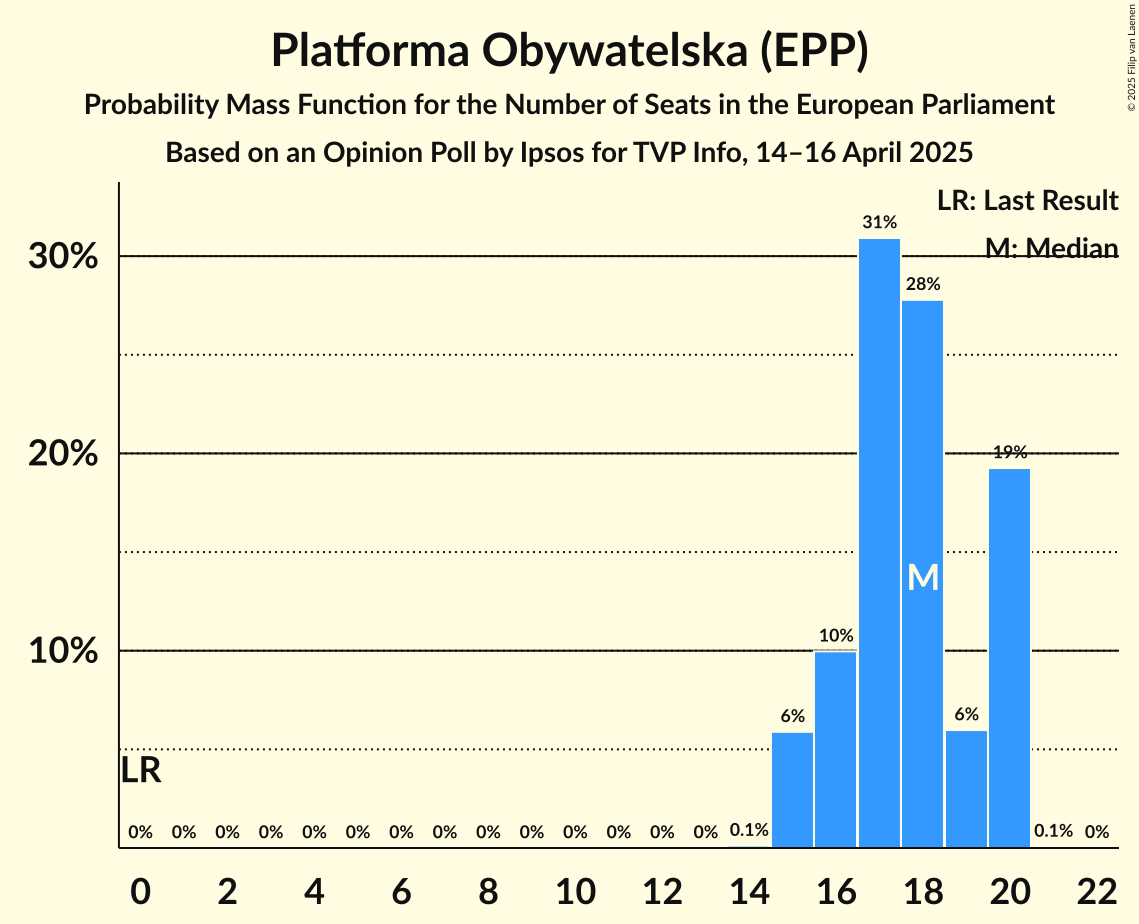 Platforma Obywatelska (EPP)
Probability Mass Function for the Number of Seats in the European Parliament
Based on an Opinion Poll by Ipsos for TVP Info, 14–16 April 2025
© 2025 Filip van Laenen
LR: Last Result
M: Median
30%
20%
10%
31%
28%
19%
M
10%
6%
6%
LR
0% 0% 0% 0% 0% 0% 0% 0% 0% 0% 0% 0% 0% 0% 0.1% 0.1% 0%
0 2 4 6 8 10 12 14 16 18 20 22